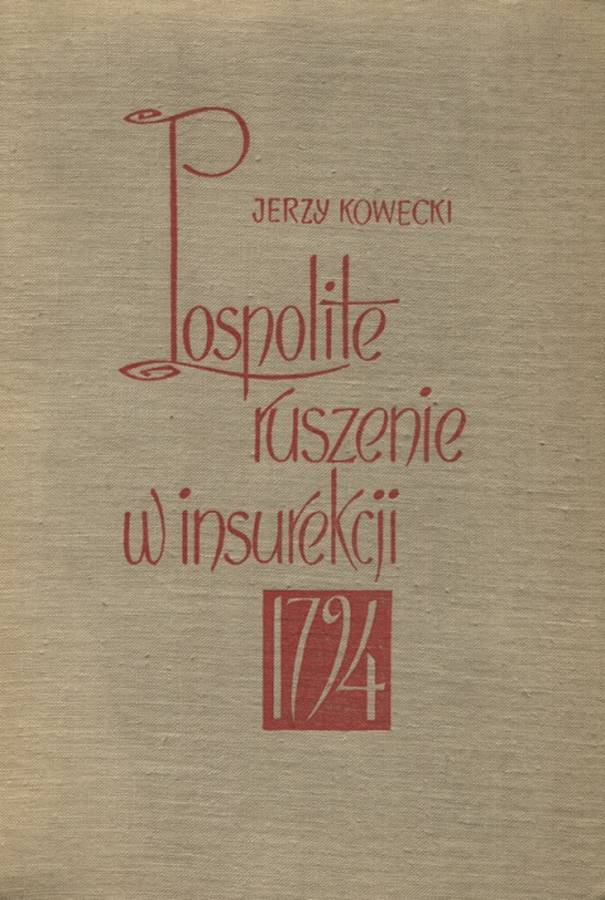 JERZY KOWECKI
Pospolite
ruszenie
w insurekcji
1794